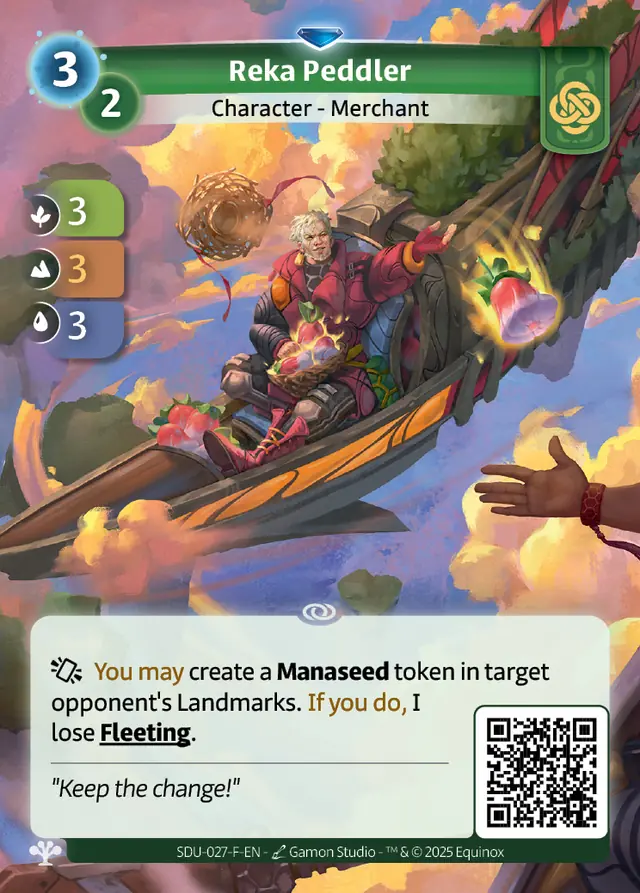 3
Reka Peddler
2
Character - Merchant
3
3
3
You may create a Manaseed token in target
opponent's Landmarks. If you do, I
lose Fleeting.
"Keep the change!"
SDU-027-F-EN - Gamon Studio - ™ & © 2025 Equinox